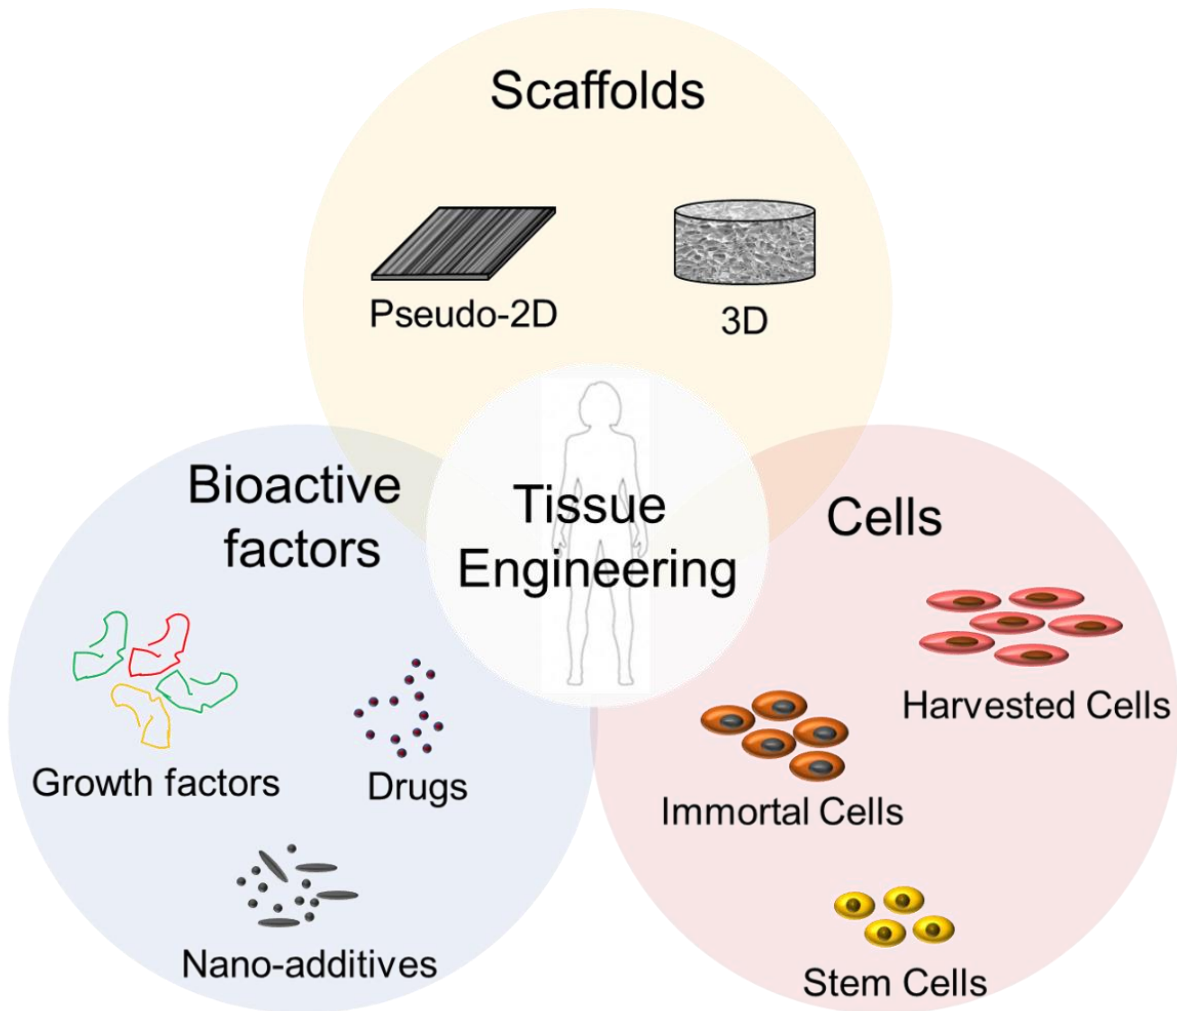 Scaffolds
Pseudo-2D
3D
Bioactive
factors
Tissue
Engineering
Cells
Growth factors
Drugs
Nano-additives
Harvested Cells
Immortal Cells
Stem Cells